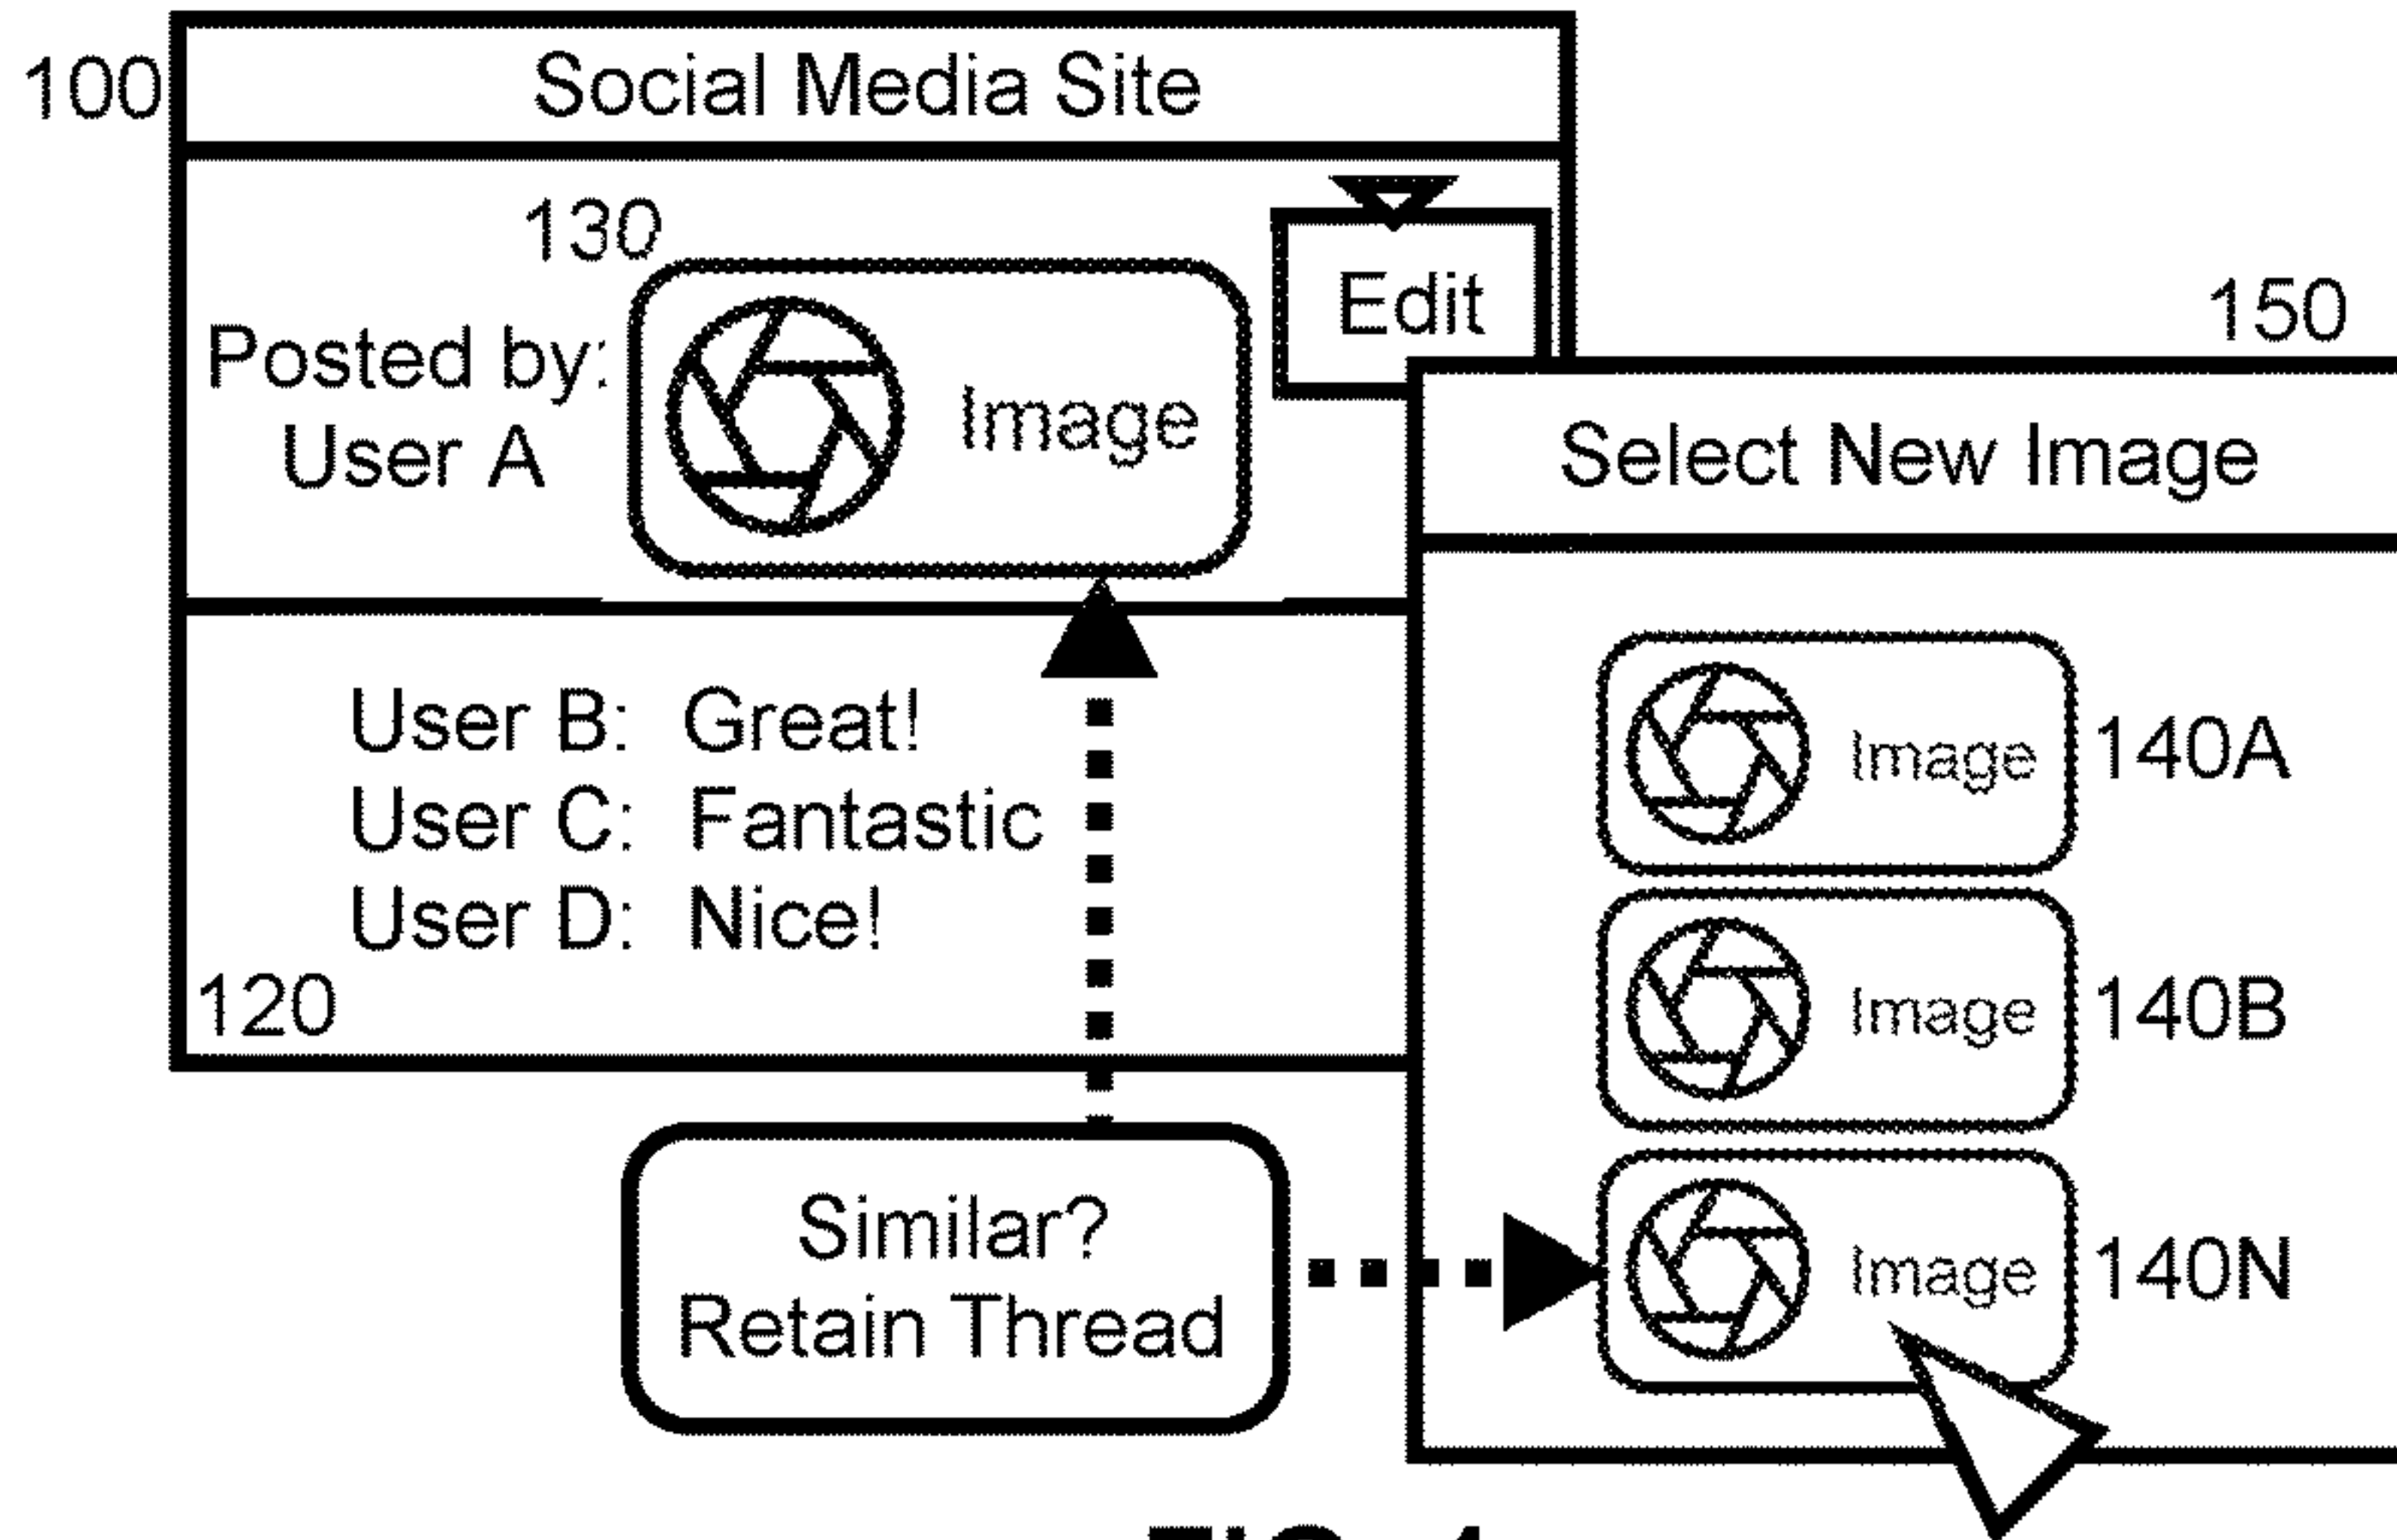 100
Social Media Site
130
Edit
Posted by:
User A
Image
150
Select New Image
User B: Great!
User C: Fantastic
User D: Nice!
120
Image 140A
Image 140B
Image 140N
Similar?
Retain Thread